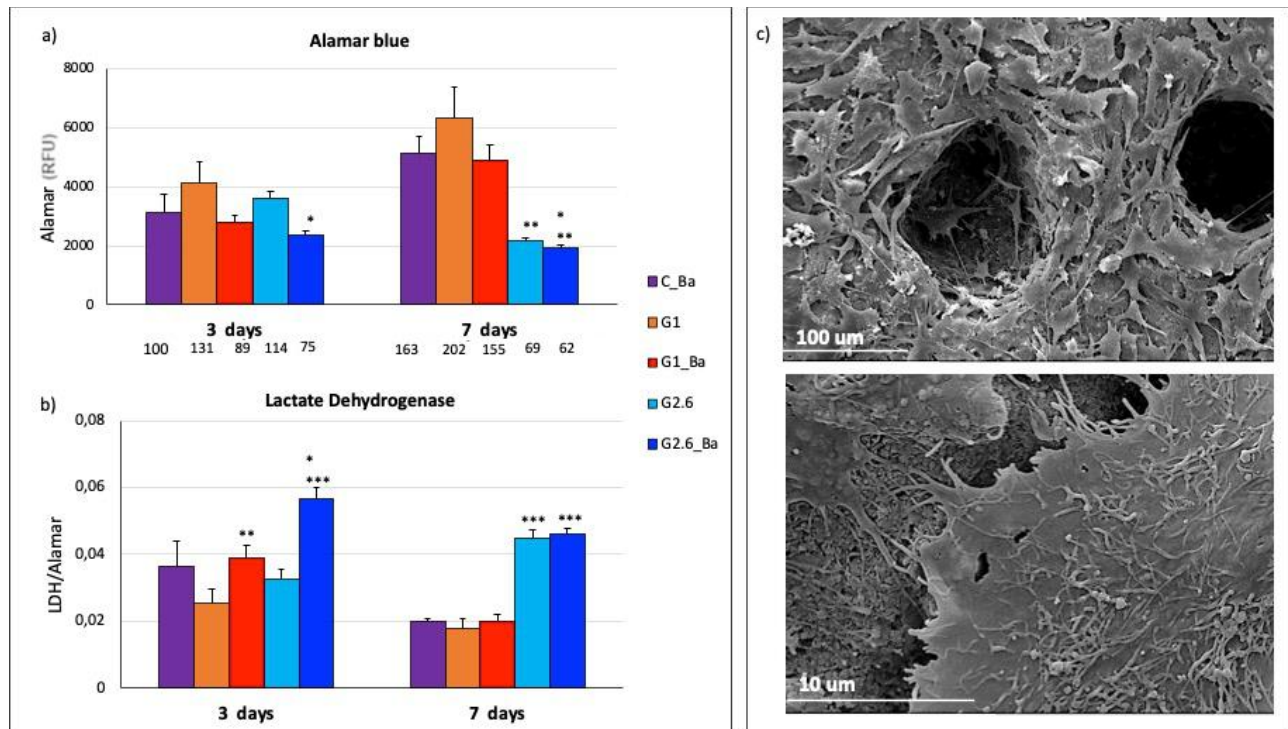 a)
Alamar blue
Alamar (RFU)
8000
6000
4000
2000
0
*
**
*
**
3 days
7 days
100 131 89 114 75 163 202 155 69 62
C_Ba
G1
G1_Ba
G2.6
G2.6_Ba
b)
Lactate Dehydrogenase
LDH/Alamar
0,08
0,06
0,04
0,02
0
**
*
***
***
***
3 days
7 days
c)
100 um
10 um